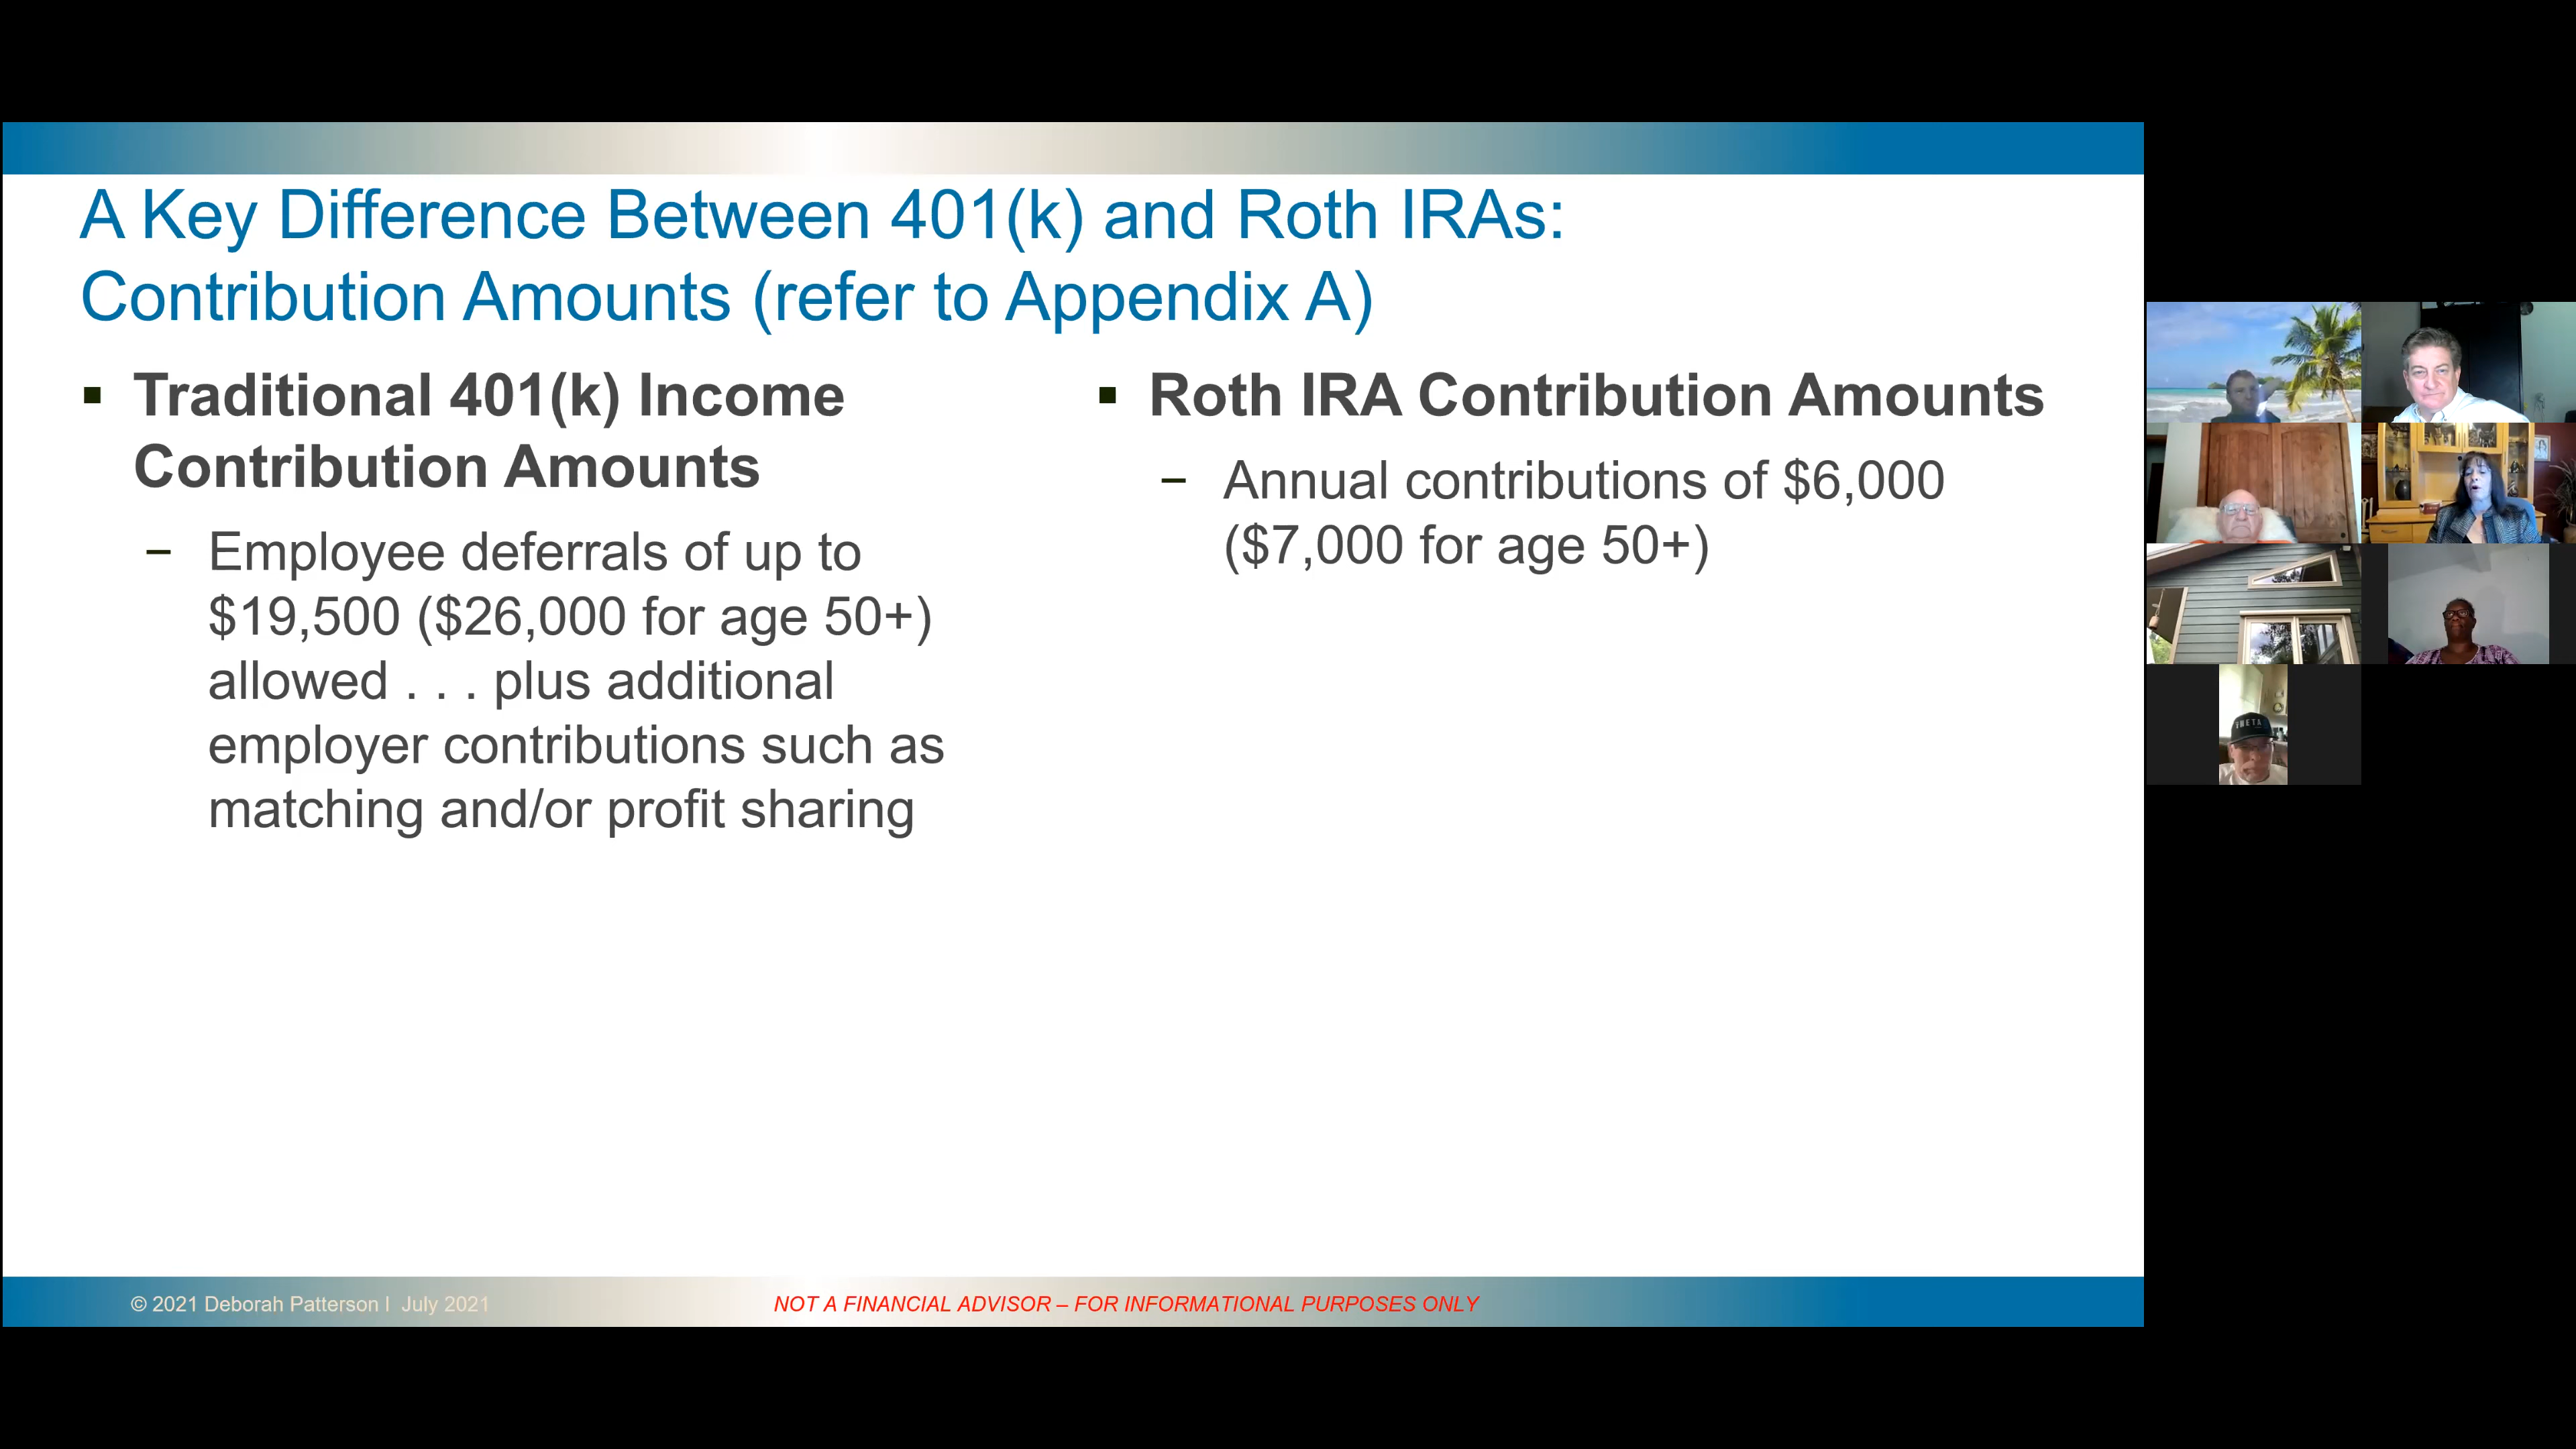 A Key Difference Between 401(k) and Roth IRAs:
Contribution Amounts (refer to Appendix A)
▪ Traditional 401(k) Income
Contribution Amounts
– Employee deferrals of up to
$19,500 ($26,000 for age 50+)
allowed . . . plus additional
employer contributions such as
matching and/or profit sharing
▪ Roth IRA Contribution Amounts
– Annual contributions of $6,000
($7,000 for age 50+)
© 2021 Deborah Patterson I July 2021
NOT A FINANCIAL ADVISOR – FOR INFORMATIONAL PURPOSES ONLY